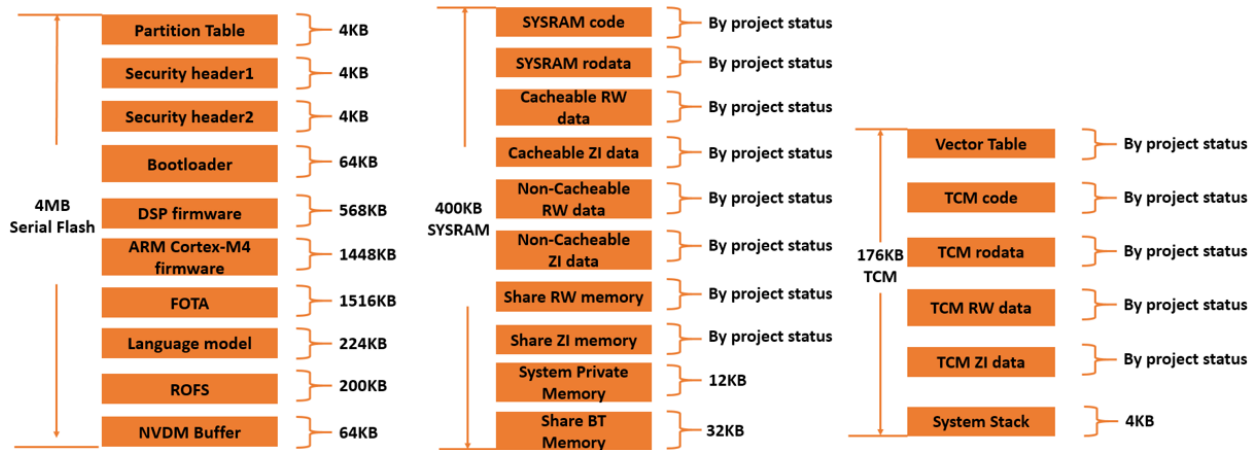 4MB
Serial Flash
Partition Table
4KB
Security header1
4KB
Security header2
4KB
Bootloader
64KB
DSP firmware
568KB
ARM Cortex-M4
firmware
1448KB
FOTA
1516KB
Language model
224KB
ROFS
200KB
NVDM Buffer
64KB
400KB
SYSRAM
SYSRAM code
By project status
SYSRAM rodata
By project status
Cacheable RW
data
By project status
Cacheable ZI data
By project status
Non-Cacheable
RW data
By project status
Non-Cacheable
ZI data
By project status
Share RW memory
By project status
Share ZI memory
By project status
System Private
Memory
12KB
Share BT
Memory
32KB
176KB
TCM
Vector Table
By project status
TCM code
By project status
TCM rodata
By project status
TCM RW data
By project status
TCM ZI data
By project status
System Stack
4KB